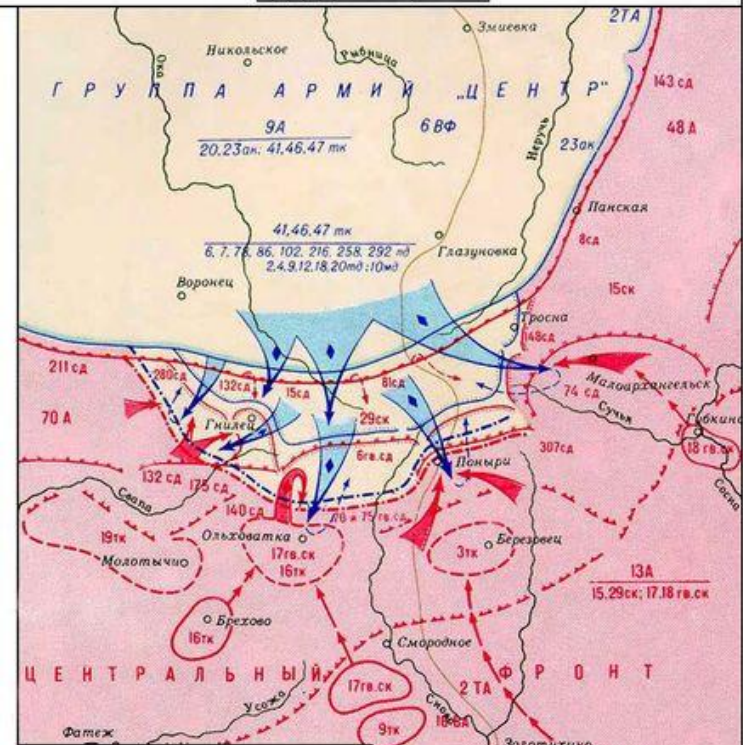 Змиевка
2ТА
Никольское
Рыбница
Ока
ГРУППА АРМИЙ „ЦЕНТР"
143 сд
9А
20.23ак; 41,46.47 тк
6 ВФ
48 А
Неручь
23ак
Панская
41,46,47 тк
6, 7, 78, 86, 102, 216, 258, 292 пд
2,4,9,12,18,20тд; 10мд
8сд
Глазуновка
15ск
Воронец
Тросна
148сд
211 сд
280сд
132сд
15сд
81сд
74 сд
Малоархангельск
70 А
Гнилец
29ск
Сучья
6гв.сд
307сд
18 гв.ск
Поныри
132 сд
175 сд
Свапа
140 сд
Сосна
19тк
Ольховатка
17гв.ск
16тк
Березовец
3тк
Молотычи
13А
15.29ск; 17.18 гв.ск
Брехово
16тк
Смородное
ЦЕНТРАЛЬНЫЙ ФРОНТ
17гв.ск
2 ТА
Усожа
9тк
Фатеж